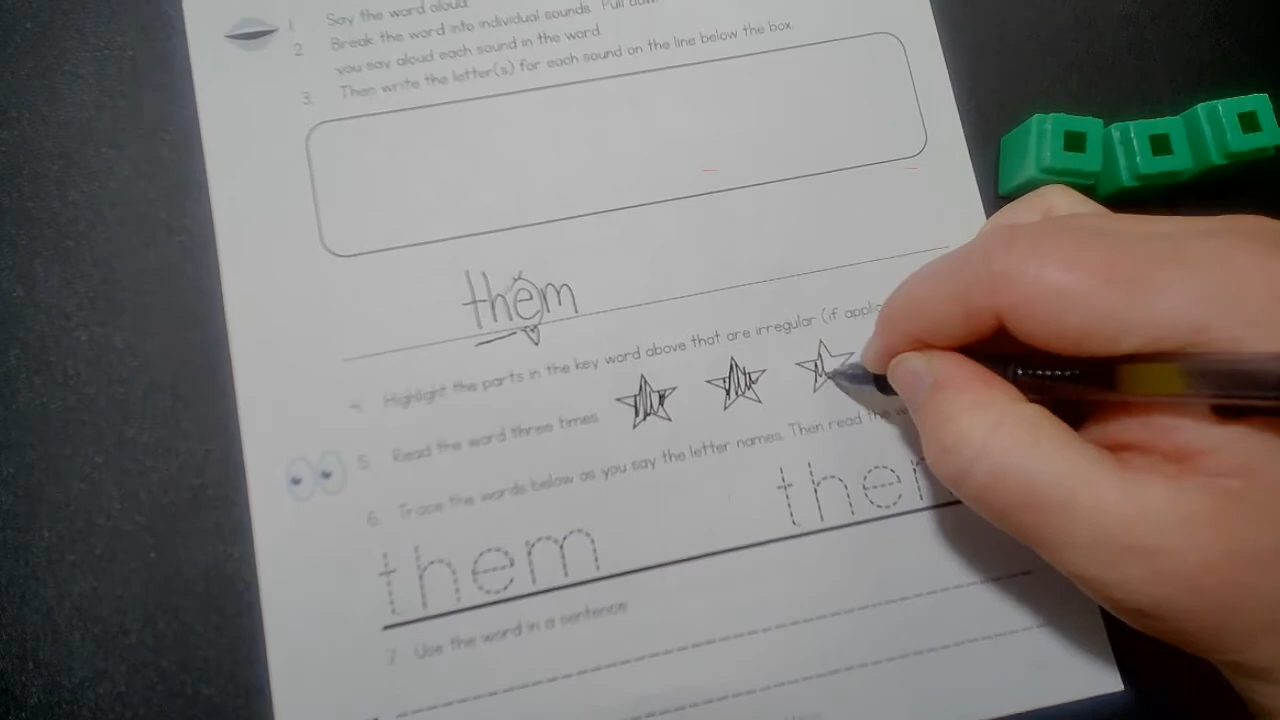 1. Say the word aloud.
2. Break the word into individual sounds. Pull down
you say aloud each sound in the word.
3. Then write the letter(s) for each sound on the line below the box.
them
4. Highlight the parts in the key word above that are irregular (if applic
5. Read the word three times
6. Trace the words below as you say the letter names. Then read the
them them
7. Use the word in a sentence